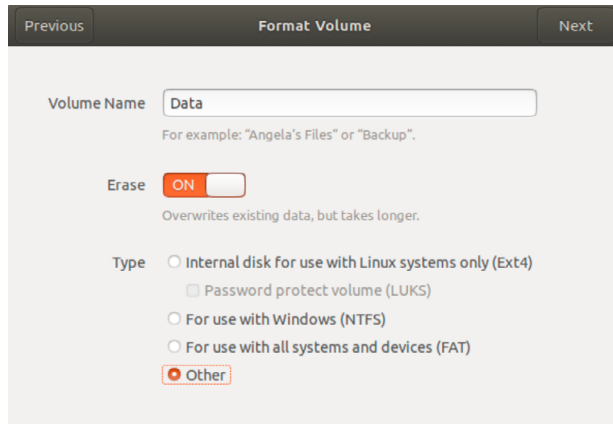 Previous Format Volume Next
Volume Name Data
For example: “Angela’s Files” or “Backup”.
Erase ON
Overwrites existing data, but takes longer.
Type Internal disk for use with Linux systems only (Ext4)
Password protect volume (LUKS)
For use with Windows (NTFS)
For use with all systems and devices (FAT)
Other